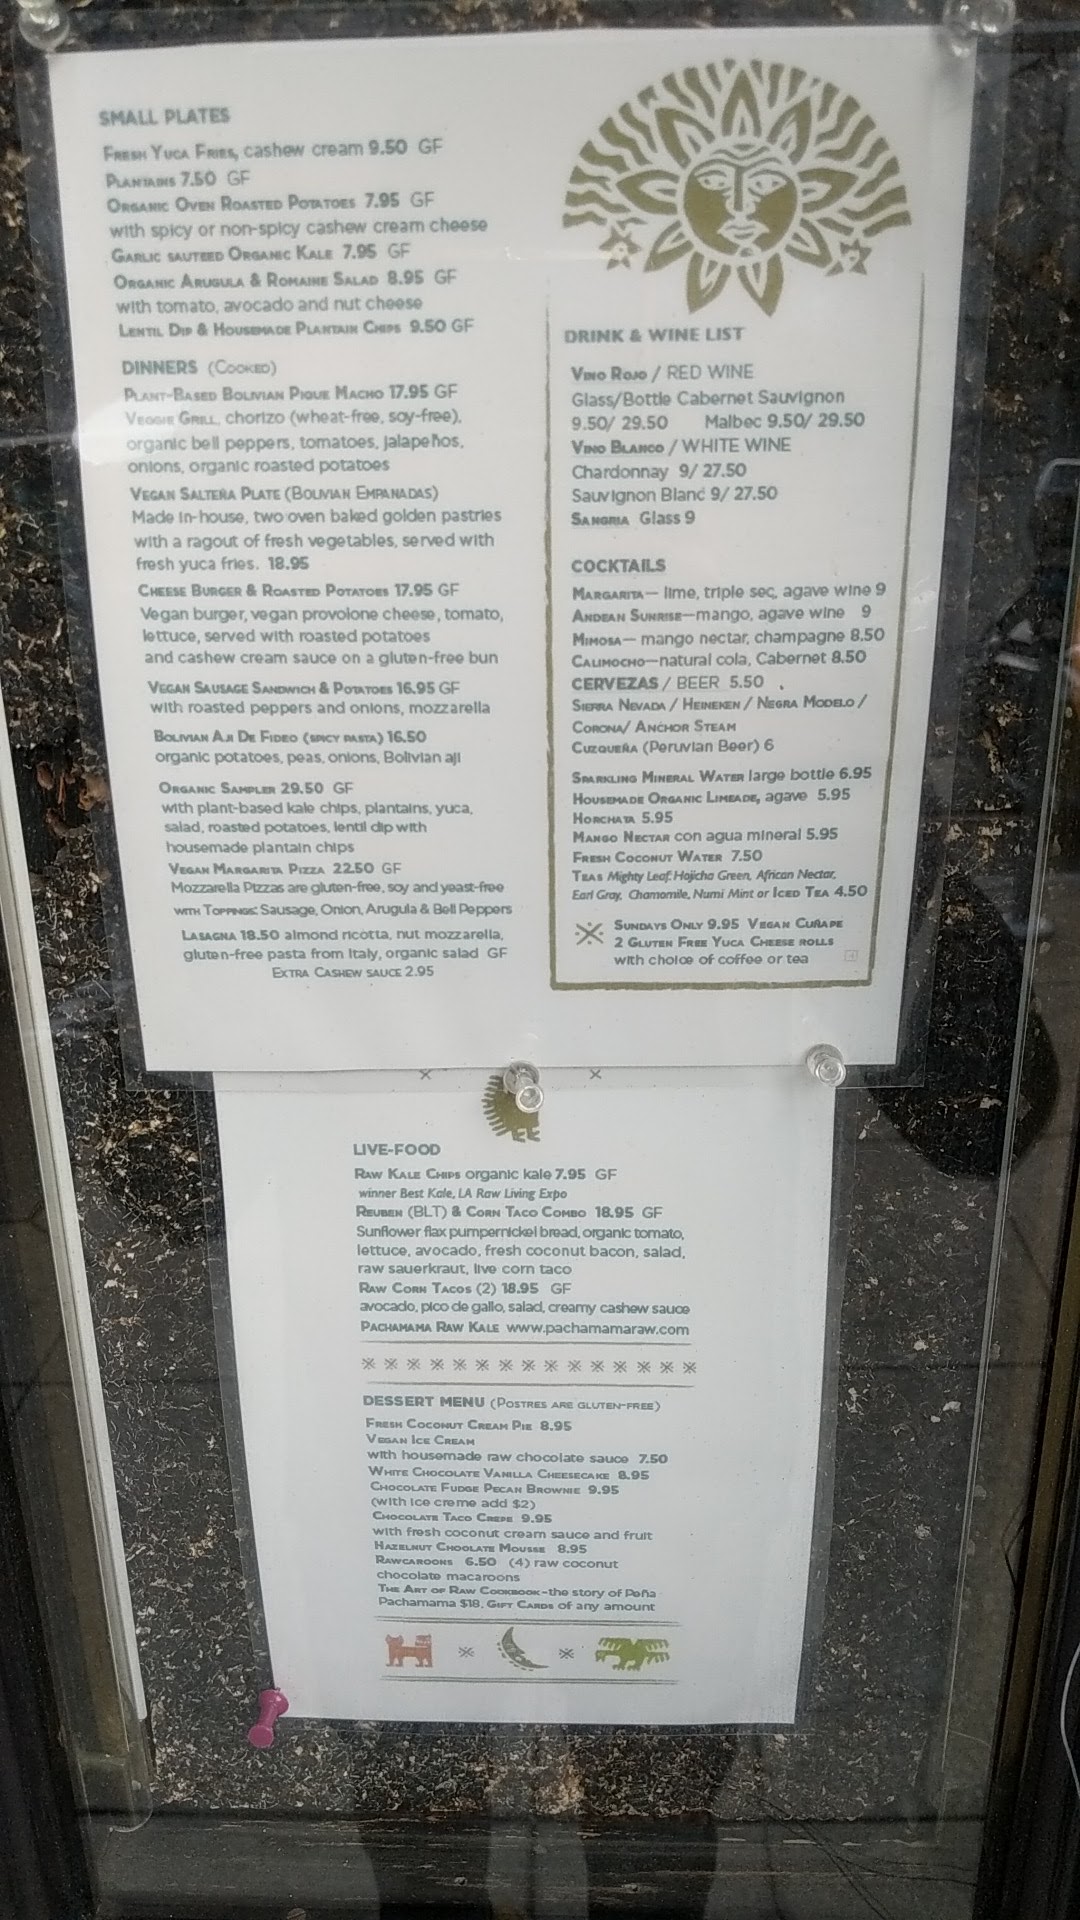 SMALL PLATES
FRESH YUCA FRIES, cashew cream 9.50 GF
PLANTAINS 7.50 GF
ORGANIC OVEN ROASTED POTATOES 7.95 GF
with spicy or non-spicy cashew cream cheese
GARLIC SAUTEED ORGANIC KALE 7.95 GF
ORGANIC ARUGULA & ROMAINE SALAD 8.95 GF
with tomato, avocado and nut cheese
LENTIL DIP & HOUSEMADE PLANTAIN CHIPS 9.50 GF
DINNERS (COOKED)
PLANT-BASED BOLIVIAN PIQUE MACHO 17.95 GF
VEGGIE GRILL, chorizo (wheat-free, soy-free),
organic bell peppers, tomatoes, jalapeños,
onions, organic roasted potatoes
VEGAN SALTEÑA PLATE (BOLIVIAN EMPANADAS)
Made in-house, two oven baked golden pastries
with a ragout of fresh vegetables, served with
fresh yuca fries. 18.95
CHEESE BURGER & ROASTED POTATOES 17.95 GF
Vegan burger, vegan provolone cheese, tomato,
lettuce, served with roasted potatoes
and cashew cream sauce on a gluten-free bun
VEGAN SAUSAGE SANDWICH & POTATOES 16.95 GF
with roasted peppers and onions, mozzarella
BOLIVIAN AJI DE FIDEO (SPICY PASTA) 16.50
organic potatoes, peas, onions, Bolivian aji
ORGANIC SAMPLER 29.50 GF
with plant-based kale chips, plantains, yuca,
salad, roasted potatoes, lentil dip with
housemade plantain chips
VEGAN MARGARITA PIZZA 22.50 GF
Mozzarella Pizzas are gluten-free, soy and yeast-free
WITH TOPPINGS: Sausage, Onion, Arugula & Bell Peppers
LASAGNA 18.50 almond ricotta, nut mozzarella,
gluten-free pasta from Italy, organic salad GF
EXTRA CASHEW SAUCE 2.95
DRINK & WINE LIST
VINO ROJO / RED WINE
Glass/Bottle Cabernet Sauvignon
9.50/ 29.50 Malbec 9.50/ 29.50
VINO BLANCO / WHITE WINE
Chardonnay 9/ 27.50
Sauvignon Blanc 9/ 27.50
SANGRIA Glass 9
COCKTAILS
MARGARITA— lime, triple sec, agave wine 9
ANDEAN SUNRISE—mango, agave wine 9
MIMOSA— mango nectar, champagne 8.50
CALIMOCHO—natural cola, Cabernet 8.50
CERVEZAS / BEER 5.50
SIERRA NEVADA / HEINEKEN / NEGRA MODELO /
CORONA/ ANCHOR STEAM
CUZQUEÑA (Peruvian Beer) 6
SPARKLING MINERAL WATER large bottle 6.95
HOUSEMADE ORGANIC LIMEADE, agave 5.95
HORCHATA 5.95
MANGO NECTAR con agua mineral 5.95
FRESH COCONUT WATER 7.50
TEAS Mighty Leaf: Hojicha Green, African Nectar,
Earl Gray, Chamomile, Numi Mint or ICED TEA 4.50
SUNDAYS ONLY 9.95 VEGAN CUÑAPE
2 GLUTEN FREE YUCA CHEESE ROLLS
with choice of coffee or tea
LIVE-FOOD
RAW KALE CHIPS organic kale 7.95 GF
winner Best Kale, LA Raw Living Expo
REUBEN (BLT) & CORN TACO COMBO 18.95 GF
Sunflower flax pumpernickel bread, organic tomato,
lettuce, avocado, fresh coconut bacon, salad,
raw sauerkraut, live corn taco
RAW CORN TACOS (2) 18.95 GF
avocado, pico de gallo, salad, creamy cashew sauce
PACHAMAMA RAW KALE www.pachamamaraw.com
DESSERT MENU (POSTRES ARE GLUTEN-FREE)
FRESH COCONUT CREAM PIE 8.95
VEGAN ICE CREAM
with housemade raw chocolate sauce 7.50
WHITE CHOCOLATE VANILLA CHEESECAKE 8.95
CHOCOLATE FUDGE PECAN BROWNIE 9.95
(with ice creme add $2)
CHOCOLATE TACO CREPE 9.95
with fresh coconut cream sauce and fruit
HAZELNUT CHOOLATE MOUSSE 8.95
RAWCAROONS 6.50 (4) raw coconut
chocolate macaroons
THE ART OF RAW COOKBOOK-the story of Peña
Pachamama $18, GIFT CARDS of any amount